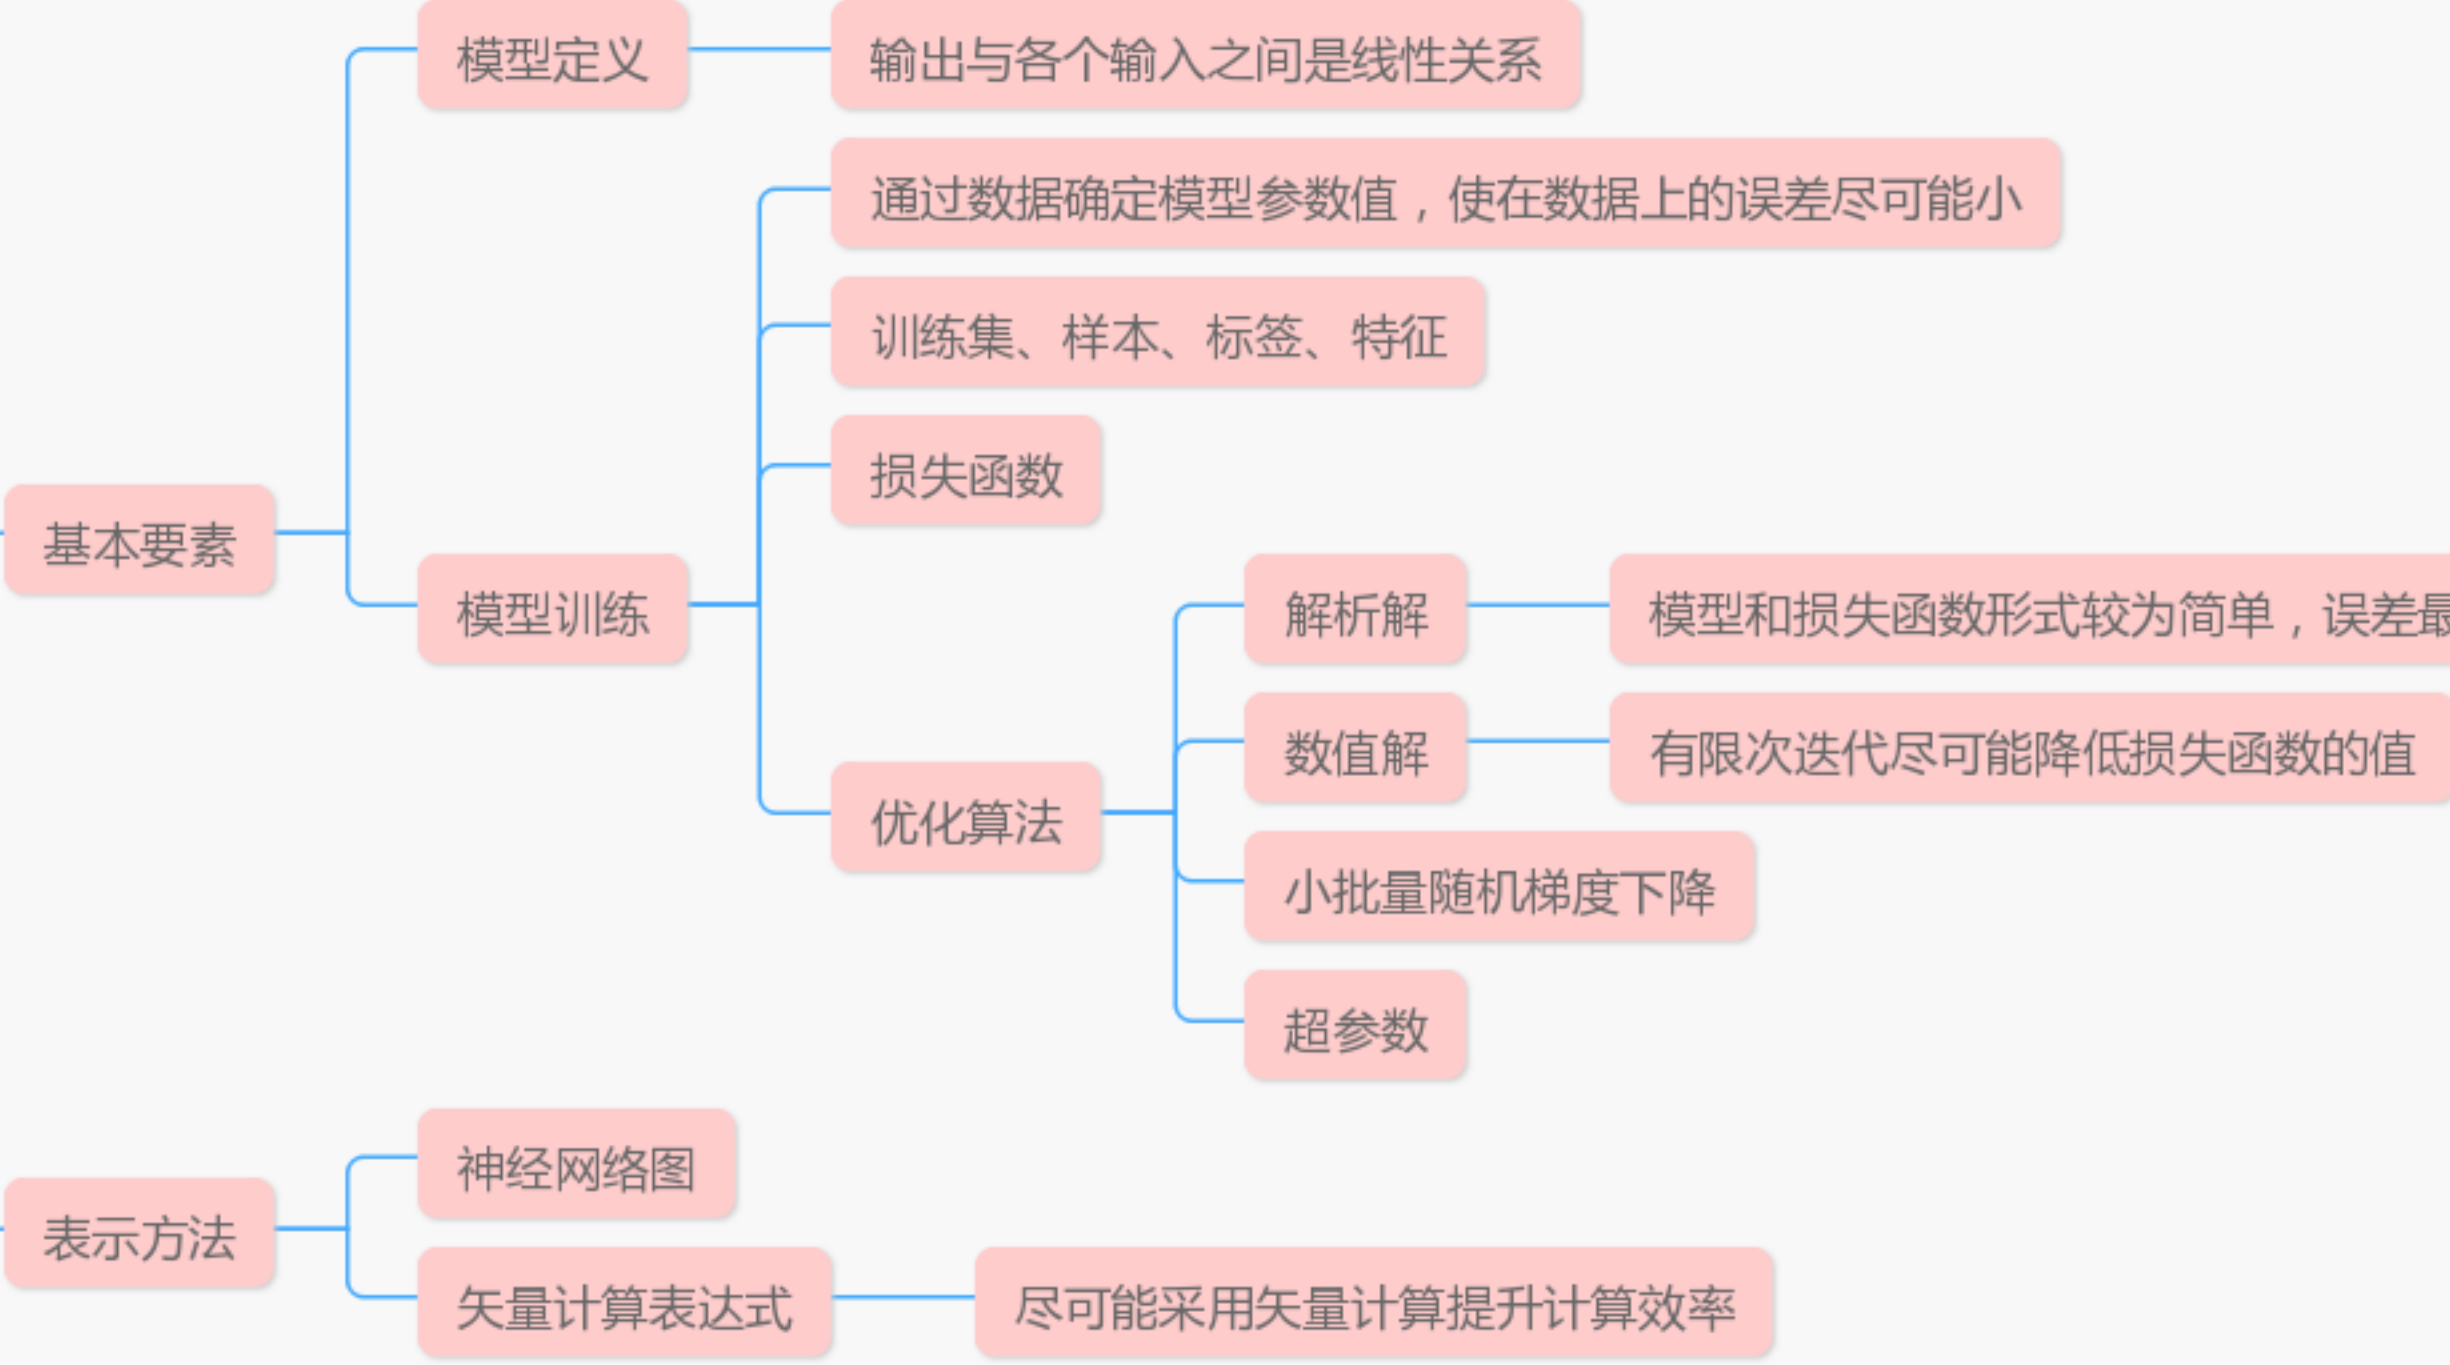 模型定义
输出与各个输入之间是线性关系
通过数据确定模型参数值，使在数据上的误差尽可能小
训练集、样本、标签、特征
损失函数
基本要素
模型训练
解析解
模型和损失函数形式较为简单，误差最
数值解
有限次迭代尽可能降低损失函数的值
优化算法
小批量随机梯度下降
超参数
神经网络图
表示方法
矢量计算表达式
尽可能采用矢量计算提升计算效率